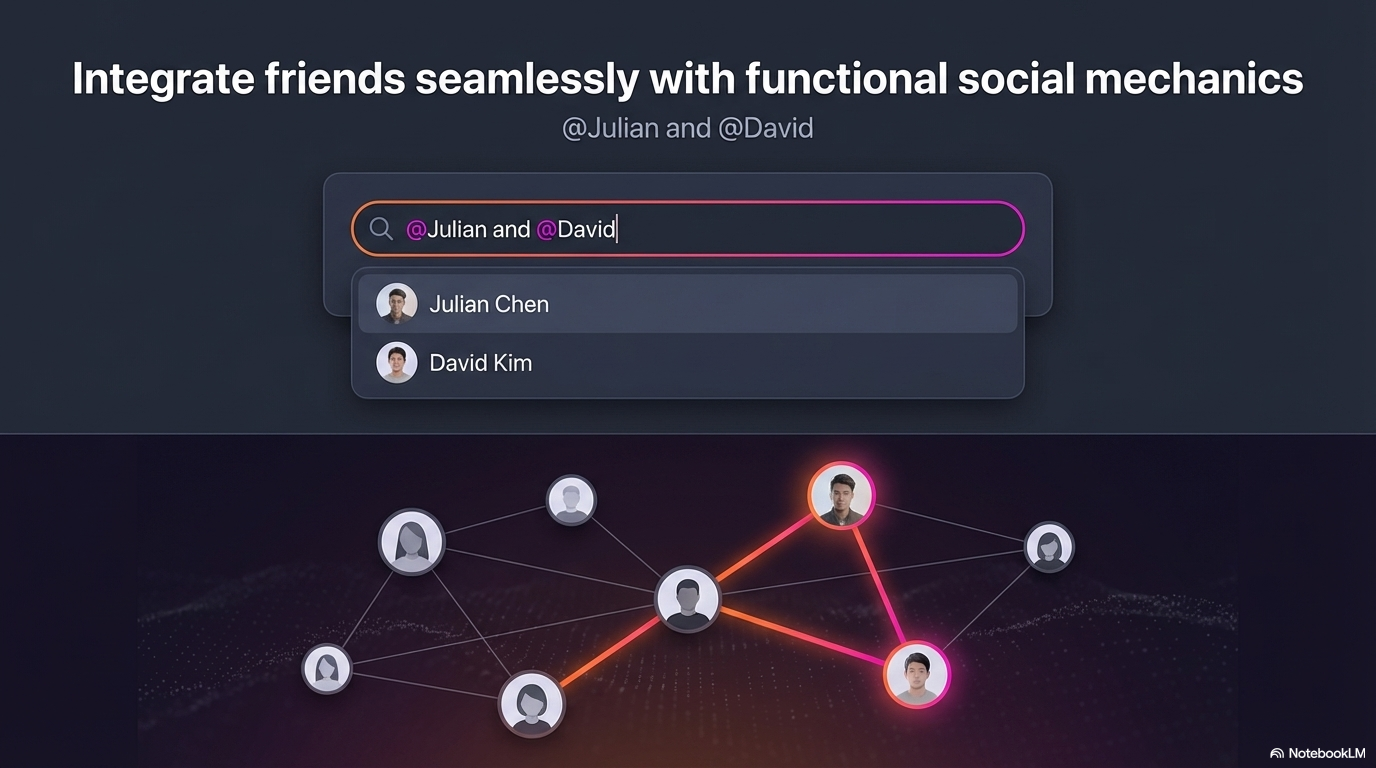 Integrate friends seamlessly with functional social mechanics
@Julian and @David
@Julian and @David
Julian Chen
David Kim
NotebookLM